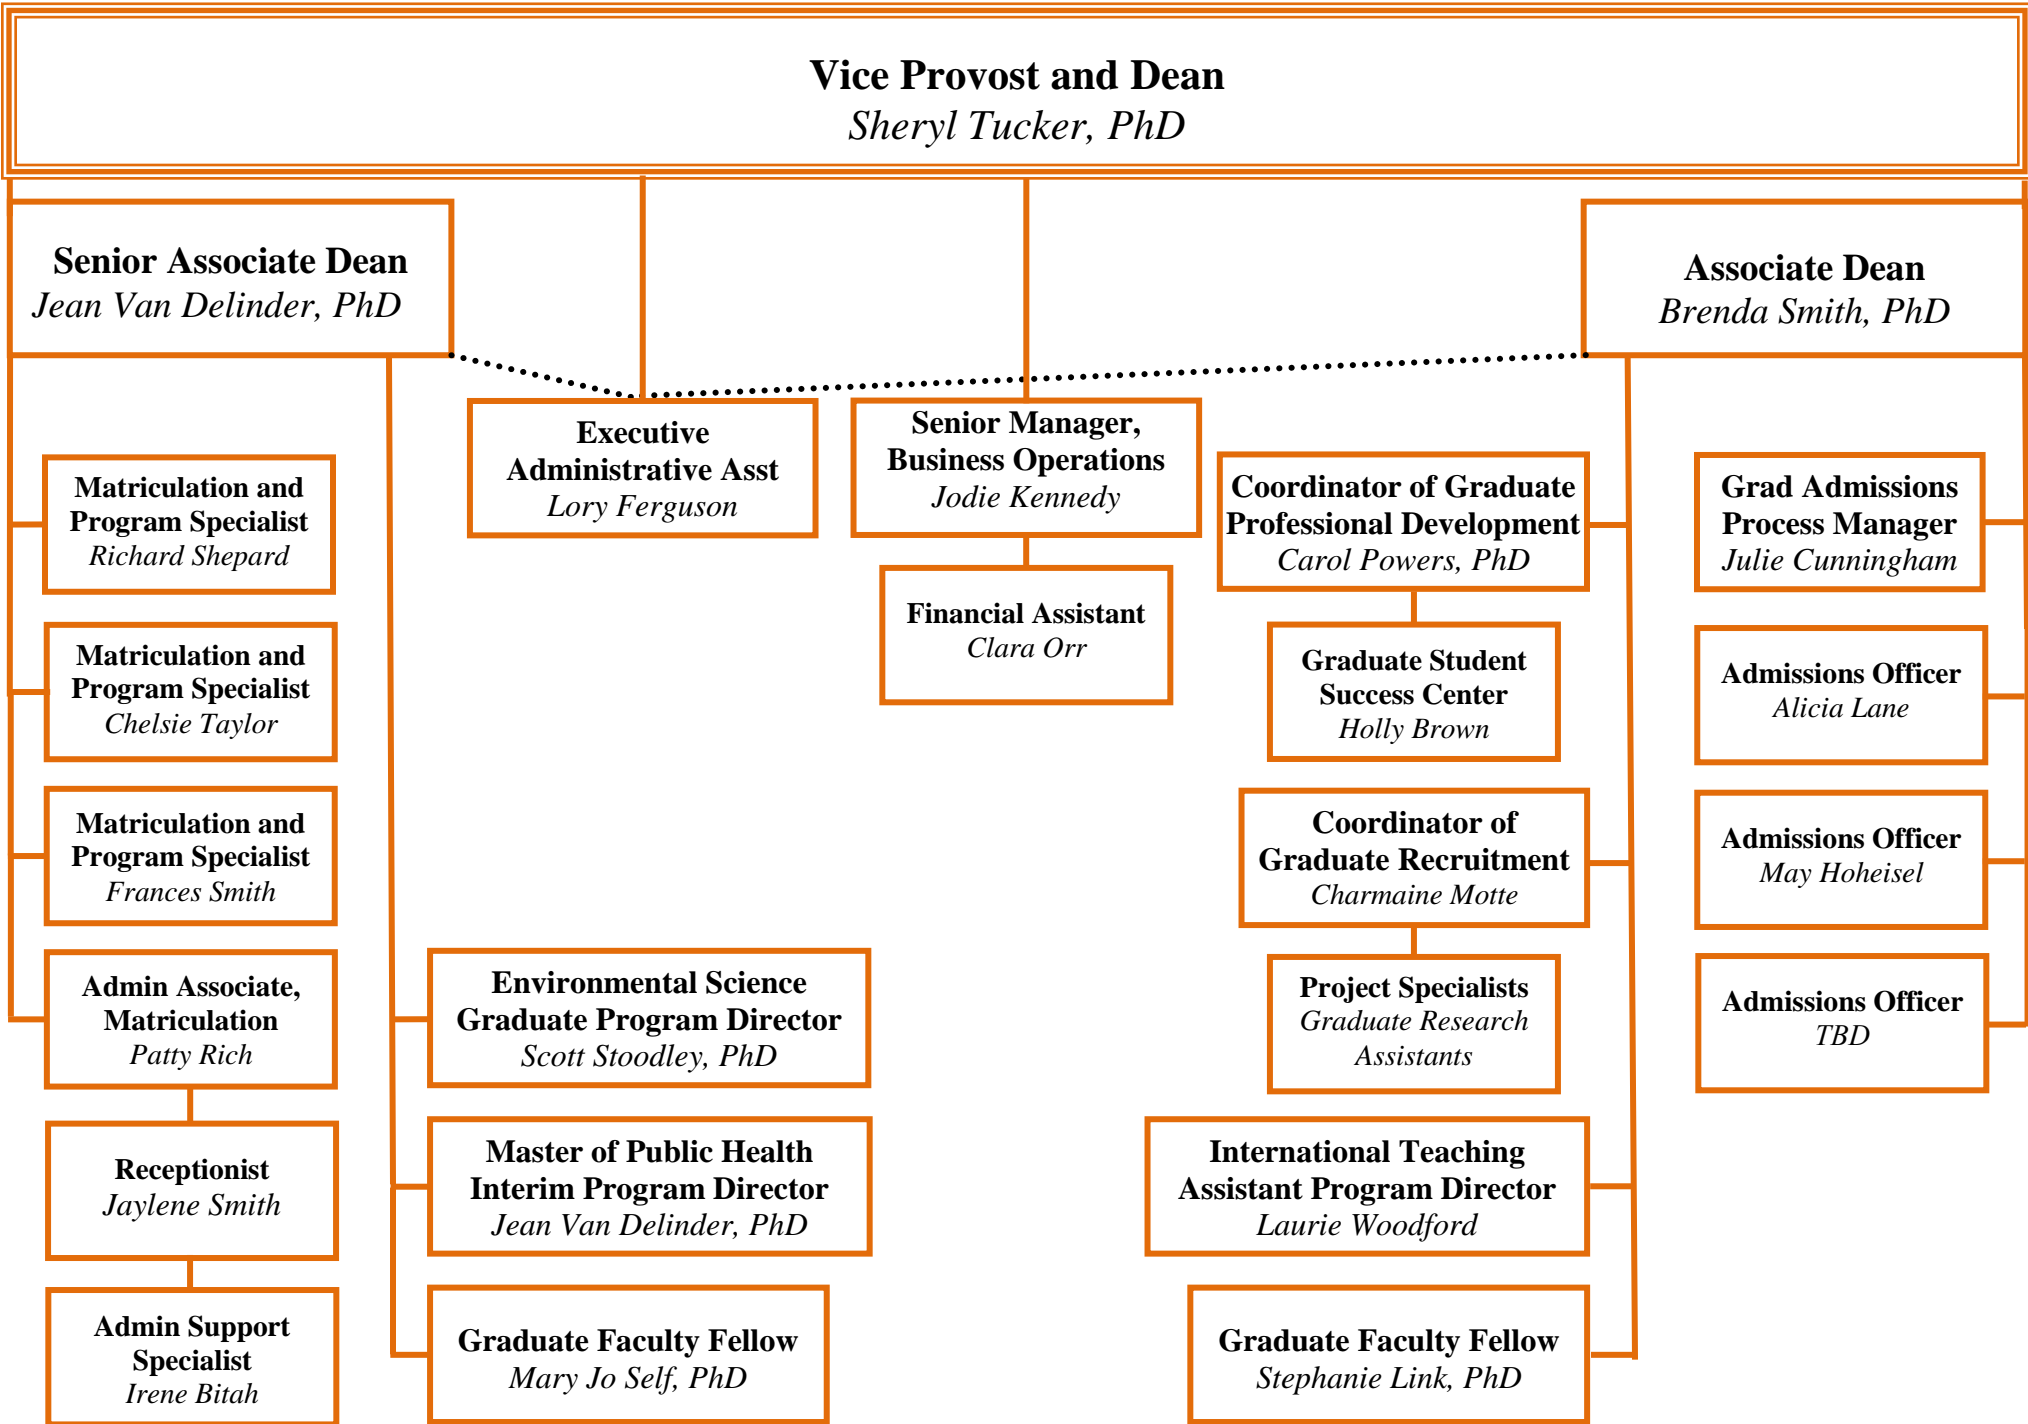 Vice Provost and Dean
Sheryl Tucker, PhD
Senior Associate Dean
Jean Van Delinder, PhD
Associate Dean
Brenda Smith, PhD
Executive
Administrative Asst
Lory Ferguson
Senior Manager,
Business Operations
Jodie Kennedy
Financial Assistant
Clara Orr
Matriculation and
Program Specialist
Richard Shepard
Matriculation and
Program Specialist
Chelsie Taylor
Matriculation and
Program Specialist
Frances Smith
Admin Associate,
Matriculation
Patty Rich
Receptionist
Jaylene Smith
Admin Support
Specialist
Irene Bitah
Environmental Science
Graduate Program Director
Scott Stoodley, PhD
Master of Public Health
Interim Program Director
Jean Van Delinder, PhD
Graduate Faculty Fellow
Mary Jo Self, PhD
Coordinator of Graduate
Professional Development
Carol Powers, PhD
Graduate Student
Success Center
Holly Brown
Coordinator of
Graduate Recruitment
Charmaine Motte
Project Specialists
Graduate Research
Assistants
International Teaching
Assistant Program Director
Laurie Woodford
Graduate Faculty Fellow
Stephanie Link, PhD
Grad Admissions
Process Manager
Julie Cunningham
Admissions Officer
Alicia Lane
Admissions Officer
May Hoheisel
Admissions Officer
TBD